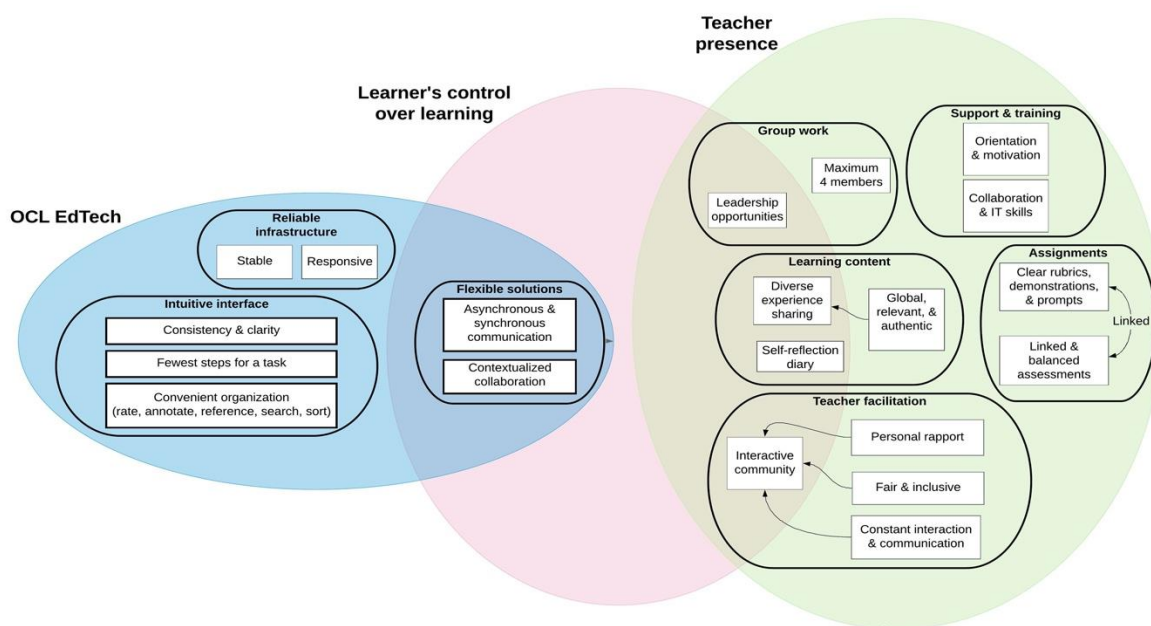 Teacher
presence
Learner's control
over learning
OCL EdTech
Reliable
infrastructure
Stable
Responsive
Intuitive interface
Consistency & clarity
Fewest steps for a task
Convenient organization
(rate, annotate, reference, search, sort)
Flexible solutions
Asynchronous &
synchronous
communication
Contextualized
collaboration
Group work
Maximum
4 members
Leadership
opportunities
Support & training
Orientation
& motivation
Collaboration
& IT skills
Learning content
Diverse
experience
sharing
Global,
relevant, &
authentic
Self-reflection
diary
Assignments
Clear rubrics,
demonstrations,
& prompts
Linked
Linked &
balanced
assessments
Teacher facilitation
Interactive
community
Personal rapport
Fair & inclusive
Constant interaction
& communication